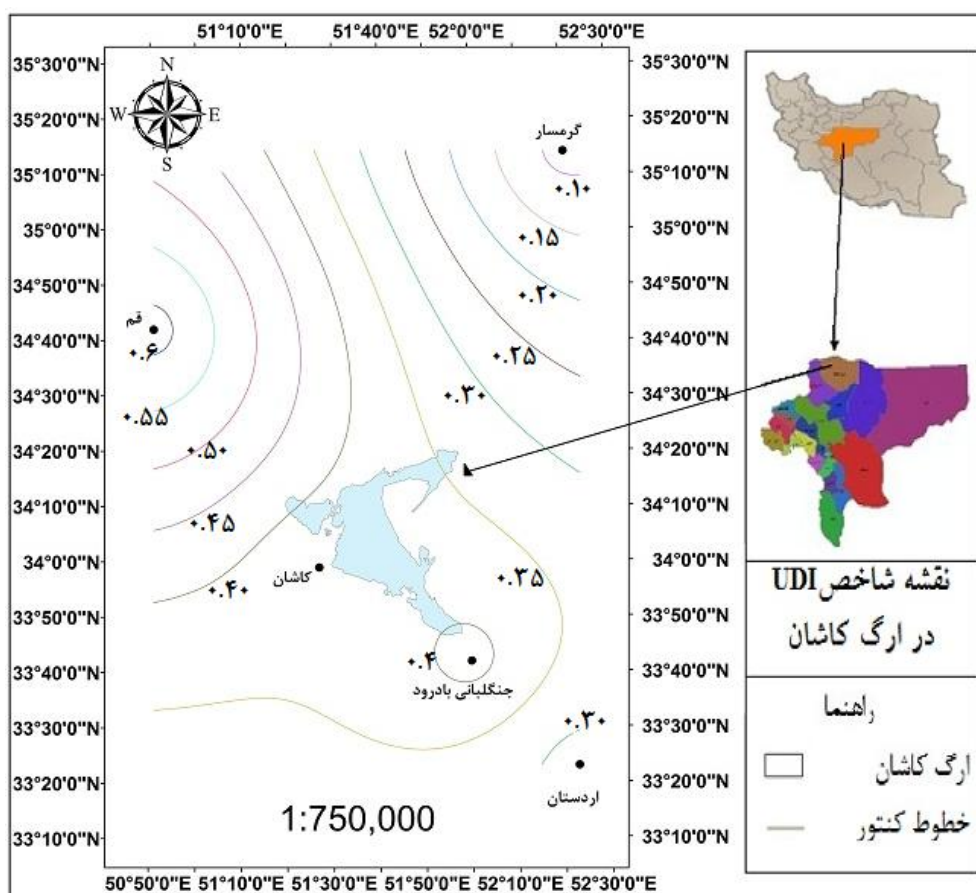 51°10'0"E 51°40'0"E 52°0'0"E 52°30'0"E
35°30'0"N
35°20'0"N
35°10'0"N
35°0'0"N
34°50'0"N
34°40'0"N
34°30'0"N
34°20'0"N
34°10'0"N
34°0'0"N
33°50'0"N
33°40'0"N
33°30'0"N
33°20'0"N
33°10'0"N
N
W E
S
گرمسار
۰.۱۰
۰.۱۵
۰.۲۰
۰.۲۵
۰.۳۰
قم
۰.۶
۰.۵۵
۰.۵۰
۰.۴۵
۰.۴۰
۰.۳۵
کاشان
۰.۴
جنگلبانی بادرود
۰.۳۰
اردستان
1:750,000
35°30'0"N
35°20'0"N
35°10'0"N
35°0'0"N
34°50'0"N
34°40'0"N
34°30'0"N
34°20'0"N
34°10'0"N
34°0'0"N
33°50'0"N
33°40'0"N
33°30'0"N
33°20'0"N
33°10'0"N
50°50'0"E 51°10'0"E 51°30'0"E 51°50'0"E 52°10'0"E 52°30'0"E
نقشه شاخص UDI
در ارگ کاشان
راهنما
ارگ کاشان
خطوط کنتور